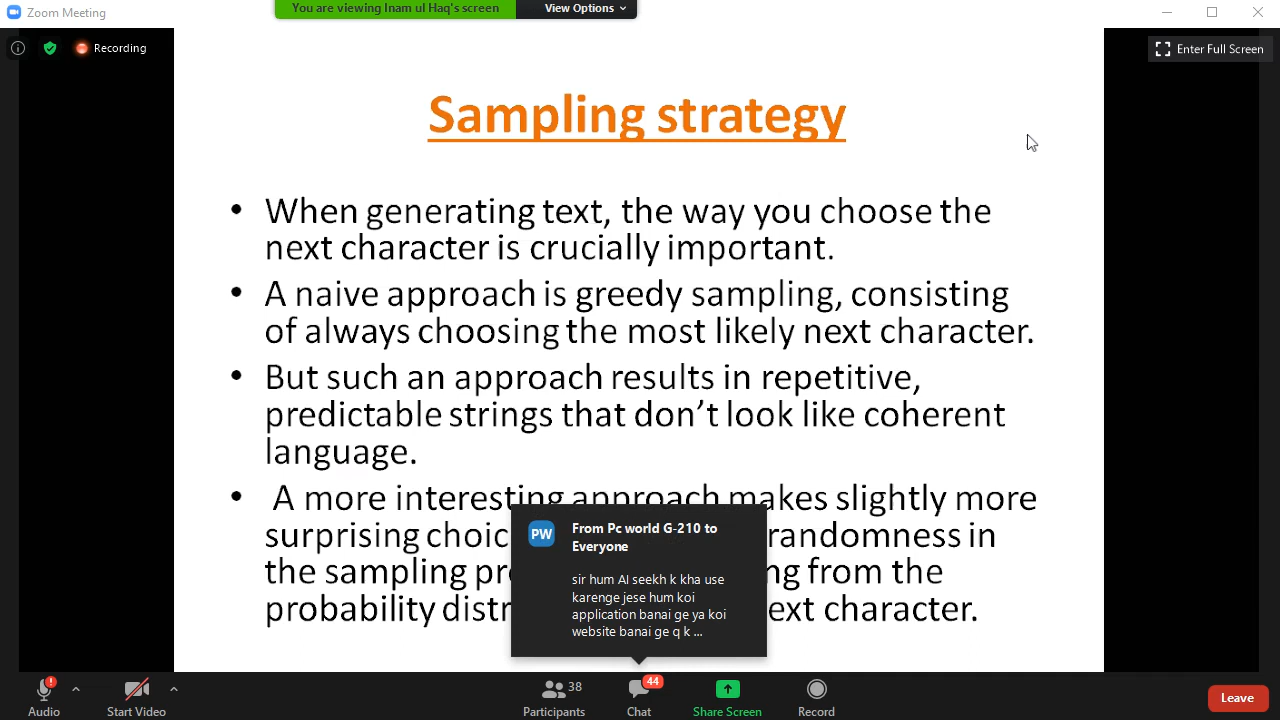 Zoom Meeting
You are viewing Inam ul Haq's screen
View Options
Recording
Enter Full Screen
Sampling strategy
• When generating text, the way you choose the
next character is crucially important.
• A naive approach is greedy sampling, consisting
of always choosing the most likely next character.
• But such an approach results in repetitive,
predictable strings that don’t look like coherent
language.
• A more interesting approach makes slightly more
surprising randomness in
the sampling from the
probability character.
PW
From Pc world G-210 to
Everyone
sir hum AI seekh k kha use
karenge jese hum koi
application banai ge ya koi
website banai ge q k ...
Audio
Start Video
38
Participants
44
Chat
Share Screen
Record
Leave